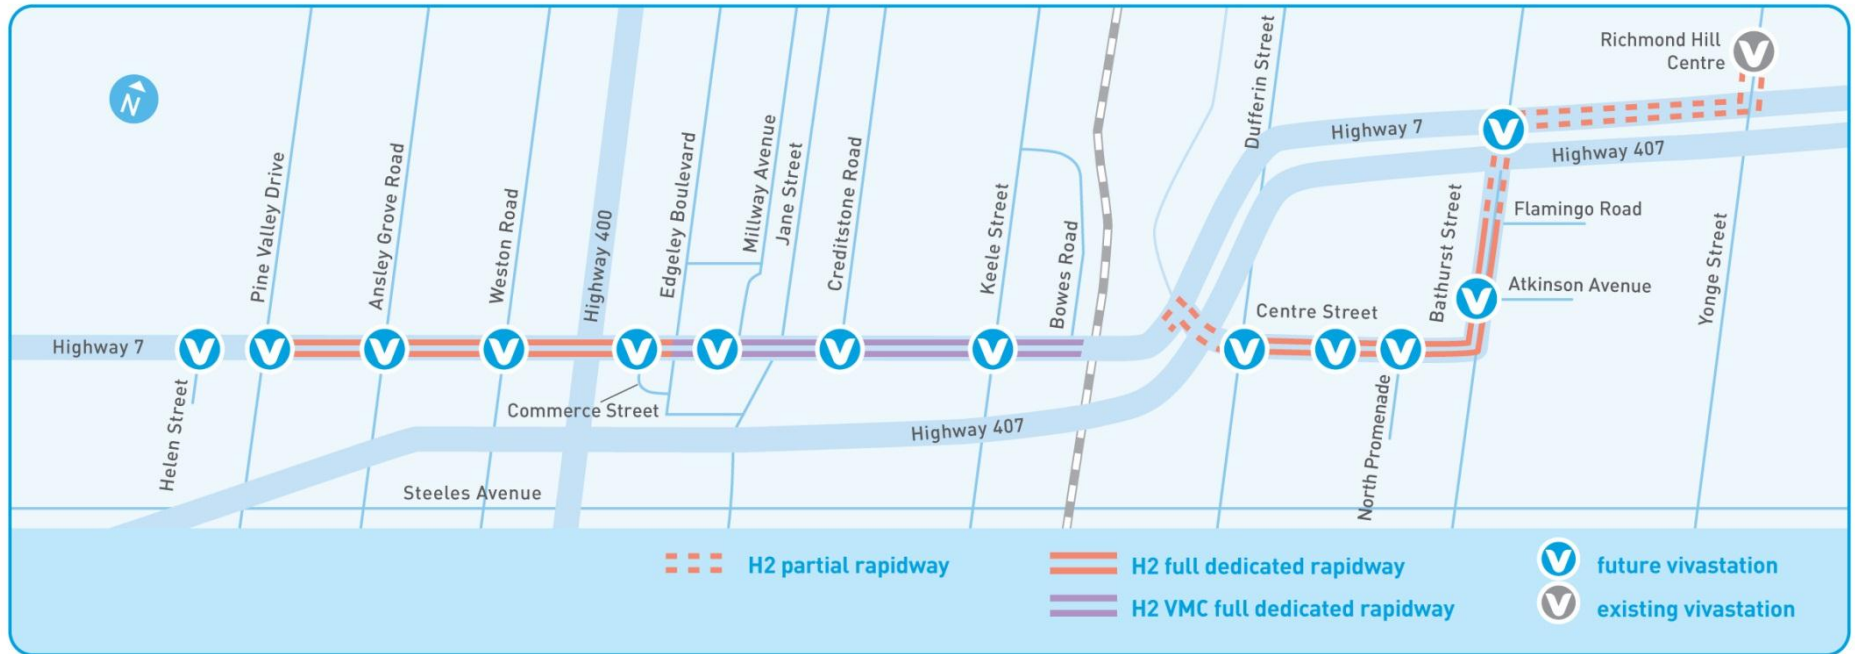 Richmond Hill
Centre
N
Pine Valley Drive
Ansley Grove Road
Weston Road
Highway 400
Edgeley Boulevard
Millway Avenue
Jane Street
Creditstone Road
Keele Street
Bowes Road
Dufferin Street
Highway 7
Highway 407
Bathurst Street
Flamingo Road
Atkinson Avenue
Yonge Street
Centre Street
Highway 7
Helen Street
Commerce Street
Highway 407
North Promenade
Steeles Avenue
H2 partial rapidway
H2 full dedicated rapidway
H2 VMC full dedicated rapidway
V future vivastation
V existing vivastation